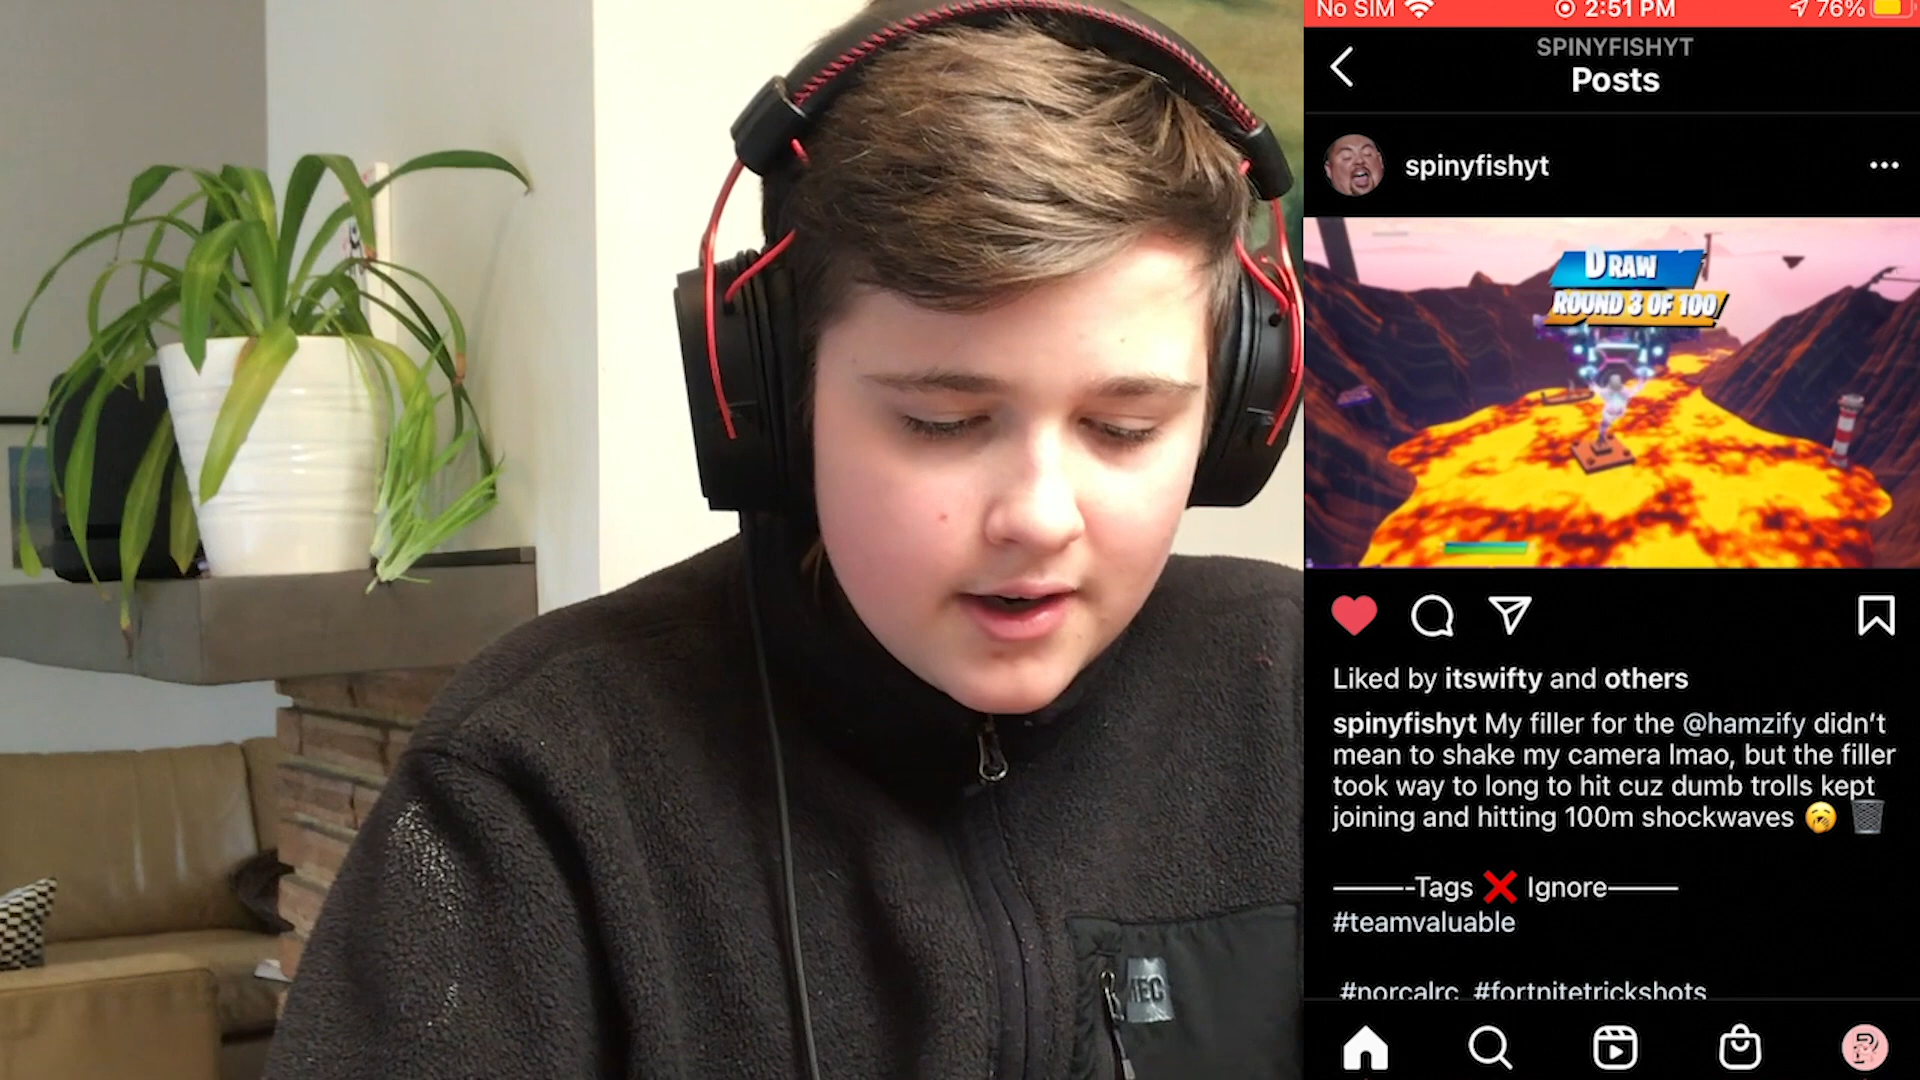 No SIM 2:51 PM 76%
SPINYFISHYT
Posts
spinyfishyt
DRAW
ROUND 3 OF 100
Liked by itswifty and others
spinyfishyt My filler for the @hamzify didn't
mean to shake my camera lmao, but the filler
took way to long to hit cuz dumb trolls kept
joining and hitting 100m shockwaves 🥱 🗑️
———-Tags ❌ Ignore———
#teamvaluable
#norcalrc #fortnitetrickshots
MEC